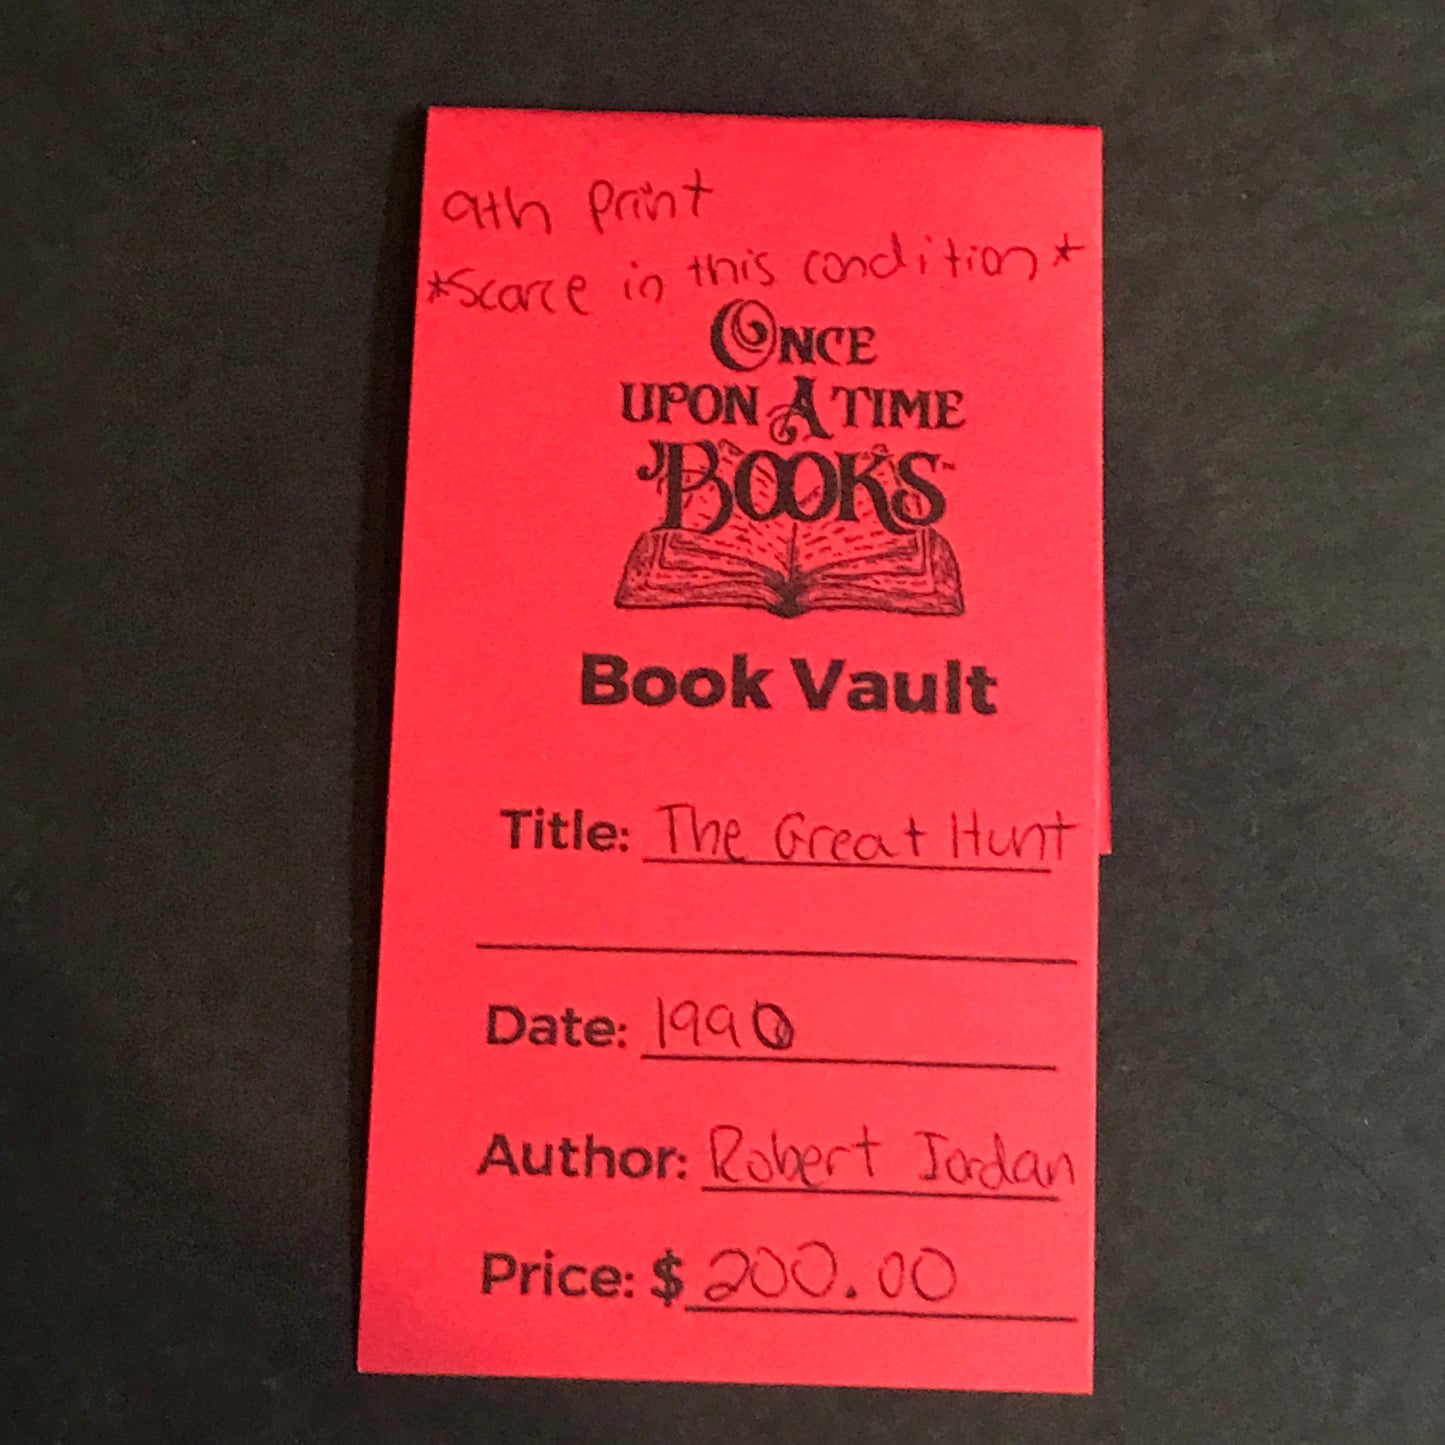 9th print
*Scarce in this condition*
ONCE
UPON A TIME
BOOKS™
Book Vault
Title: The Great Hunt
Date: 1990
Author: Robert Jordan
Price: $ 200.00